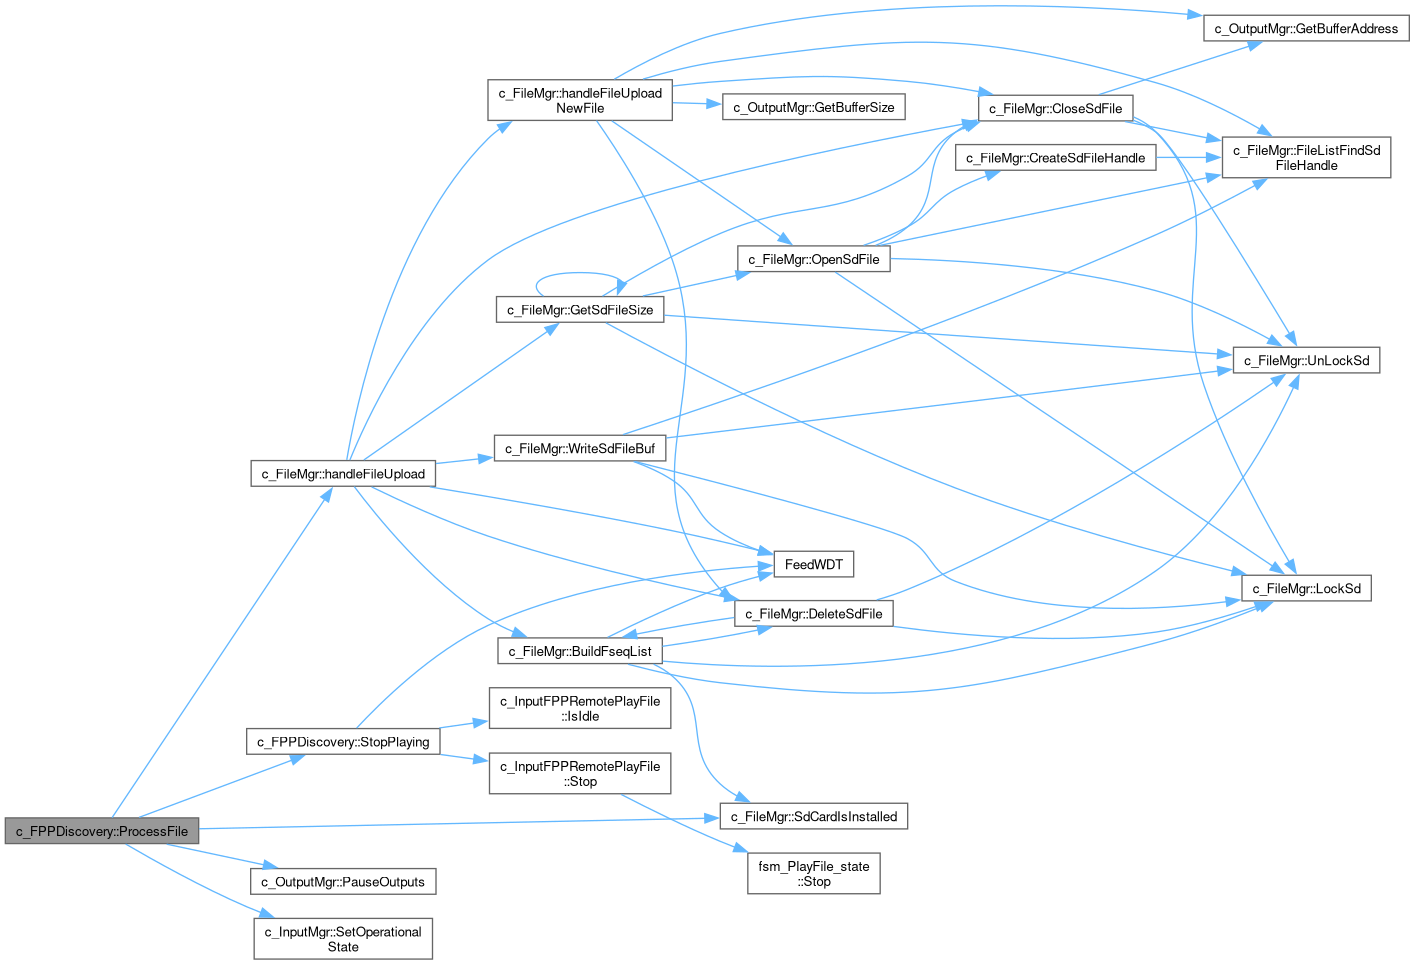 c_OutputMgr::GetBufferAddress
c_FileMgr::handleFileUpload
NewFile
c_OutputMgr::GetBufferSize
c_FileMgr::CloseSdFile
c_FileMgr::CreateSdFileHandle
c_FileMgr::FileListFindSd
FileHandle
c_FileMgr::OpenSdFile
c_FileMgr::GetSdFileSize
c_FileMgr::UnLockSd
c_FileMgr::WriteSdFileBuf
c_FileMgr::handleFileUpload
FeedWDT
c_FileMgr::LockSd
c_FileMgr::DeleteSdFile
c_FileMgr::BuildFseqList
c_InputFPPRemotePlayFile
::IsIdle
c_FPPDiscovery::StopPlaying
c_InputFPPRemotePlayFile
::Stop
c_FileMgr::SdCardIsInstalled
c_FPPDiscovery::ProcessFile
fsm_PlayFile_state
::Stop
c_OutputMgr::PauseOutputs
c_InputMgr::SetOperational
State